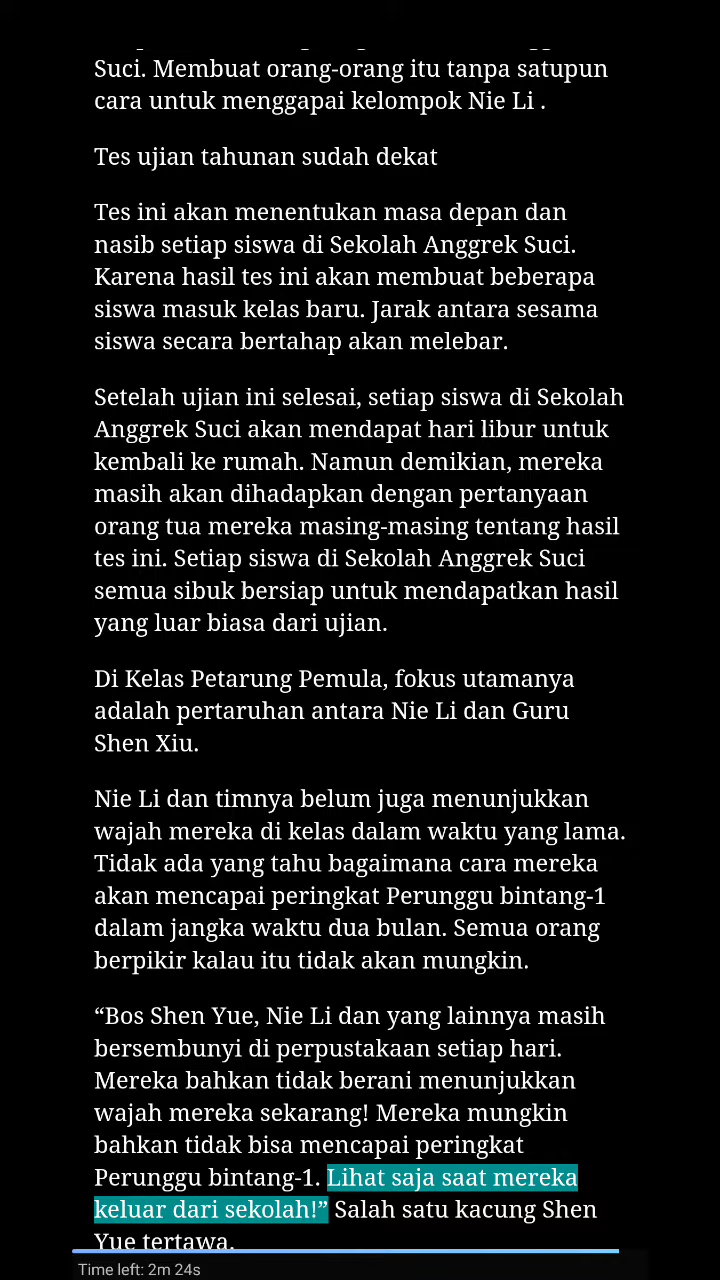 Suci. Membuat orang-orang itu tanpa satupun
cara untuk menggapai kelompok Nie Li .
Tes ujian tahunan sudah dekat
Tes ini akan menentukan masa depan dan
nasib setiap siswa di Sekolah Anggrek Suci.
Karena hasil tes ini akan membuat beberapa
siswa masuk kelas baru. Jarak antara sesama
siswa secara bertahap akan melebar.
Setelah ujian ini selesai, setiap siswa di Sekolah
Anggrek Suci akan mendapat hari libur untuk
kembali ke rumah. Namun demikian, mereka
masih akan dihadapkan dengan pertanyaan
orang tua mereka masing-masing tentang hasil
tes ini. Setiap siswa di Sekolah Anggrek Suci
semua sibuk bersiap untuk mendapatkan hasil
yang luar biasa dari ujian.
Di Kelas Petarung Pemula, fokus utamanya
adalah pertaruhan antara Nie Li dan Guru
Shen Xiu.
Nie Li dan timnya belum juga menunjukkan
wajah mereka di kelas dalam waktu yang lama.
Tidak ada yang tahu bagaimana cara mereka
akan mencapai peringkat Perunggu bintang-1
dalam jangka waktu dua bulan. Semua orang
berpikir kalau itu tidak akan mungkin.
“Bos Shen Yue, Nie Li dan yang lainnya masih
bersembunyi di perpustakaan setiap hari.
Mereka bahkan tidak berani menunjukkan
wajah mereka sekarang! Mereka mungkin
bahkan tidak bisa mencapai peringkat
Perunggu bintang-1. Lihat saja saat mereka
keluar dari sekolah!” Salah satu kacung Shen
Yue tertawa.
Time left: 2m 24s